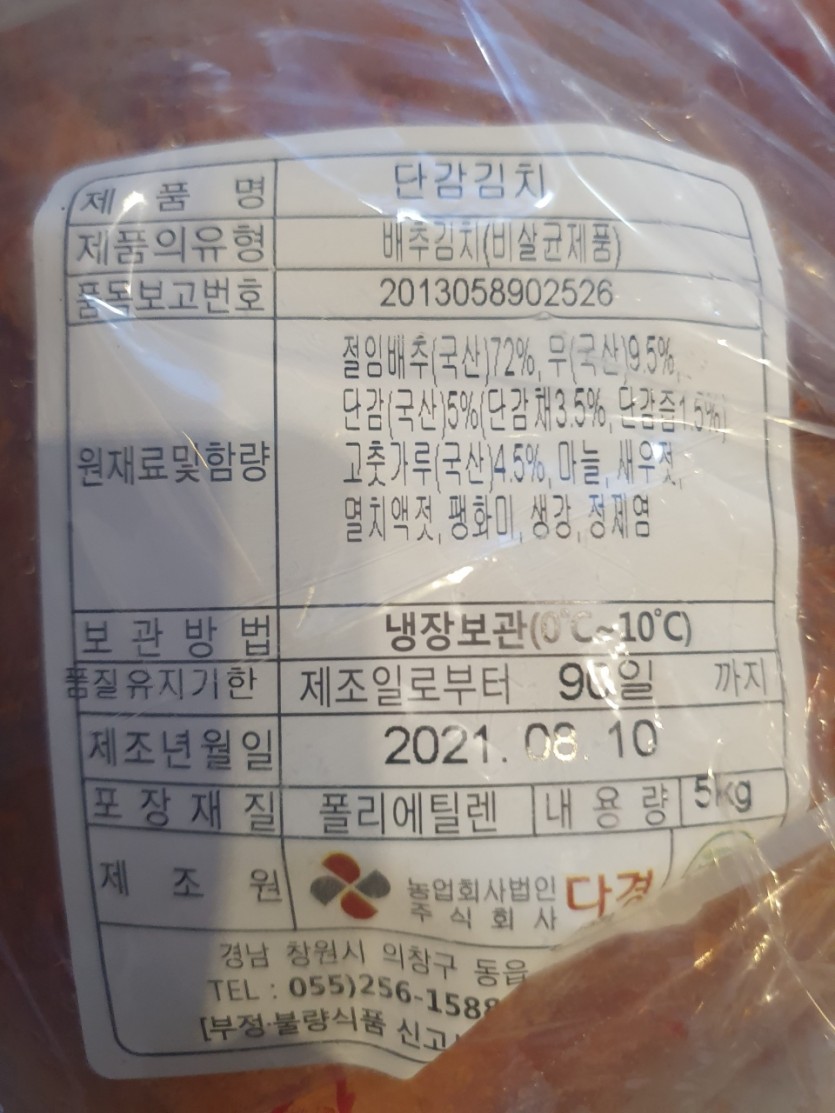 제 품 명 단감김치
제품의유형 배추김치(비살균제품)
품목보고번호 2013058902526
원재료및함량 절임배추(국산)72%, 무(국산)9.5%,
단감(국산)5%(단감채3.5%, 단감즙1.5%)
고춧가루(국산)4.5%, 마늘, 새우젓,
멸치액젓, 팽화미, 생강, 정제염
보 관 방 법 냉장보관(0℃~10℃)
품질유지기한 제조일로부터 90일 까지
제조년월일 2021. 08. 10
포 장 재 질 폴리에틸렌 내 용 량 5kg
제 조 원 농업회사법인 다경
주 식 회 사
경남 창원시 의창구 동읍
TEL : 055)256-1588
[부정·불량식품 신고